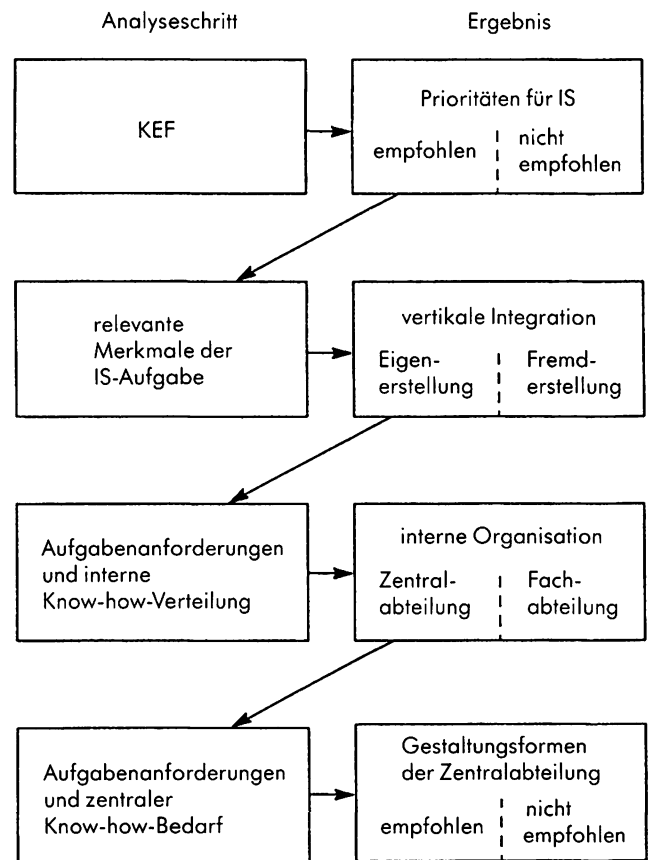 Analyseschritt
Ergebnis
KEF
Prioritäten für IS
empfohlen
nicht
empfohlen
relevante
Merkmale der
IS-Aufgabe
vertikale Integration
Eigen-
erstellung
Fremd-
erstellung
Aufgabenanforderungen
und interne
Know-how-Verteilung
interne Organisation
Zentral-
abteilung
Fach-
abteilung
Aufgabenanforderungen
und zentraler
Know-how-Bedarf
Gestaltungsformen
der Zentralabteilung
empfohlen
nicht
empfohlen